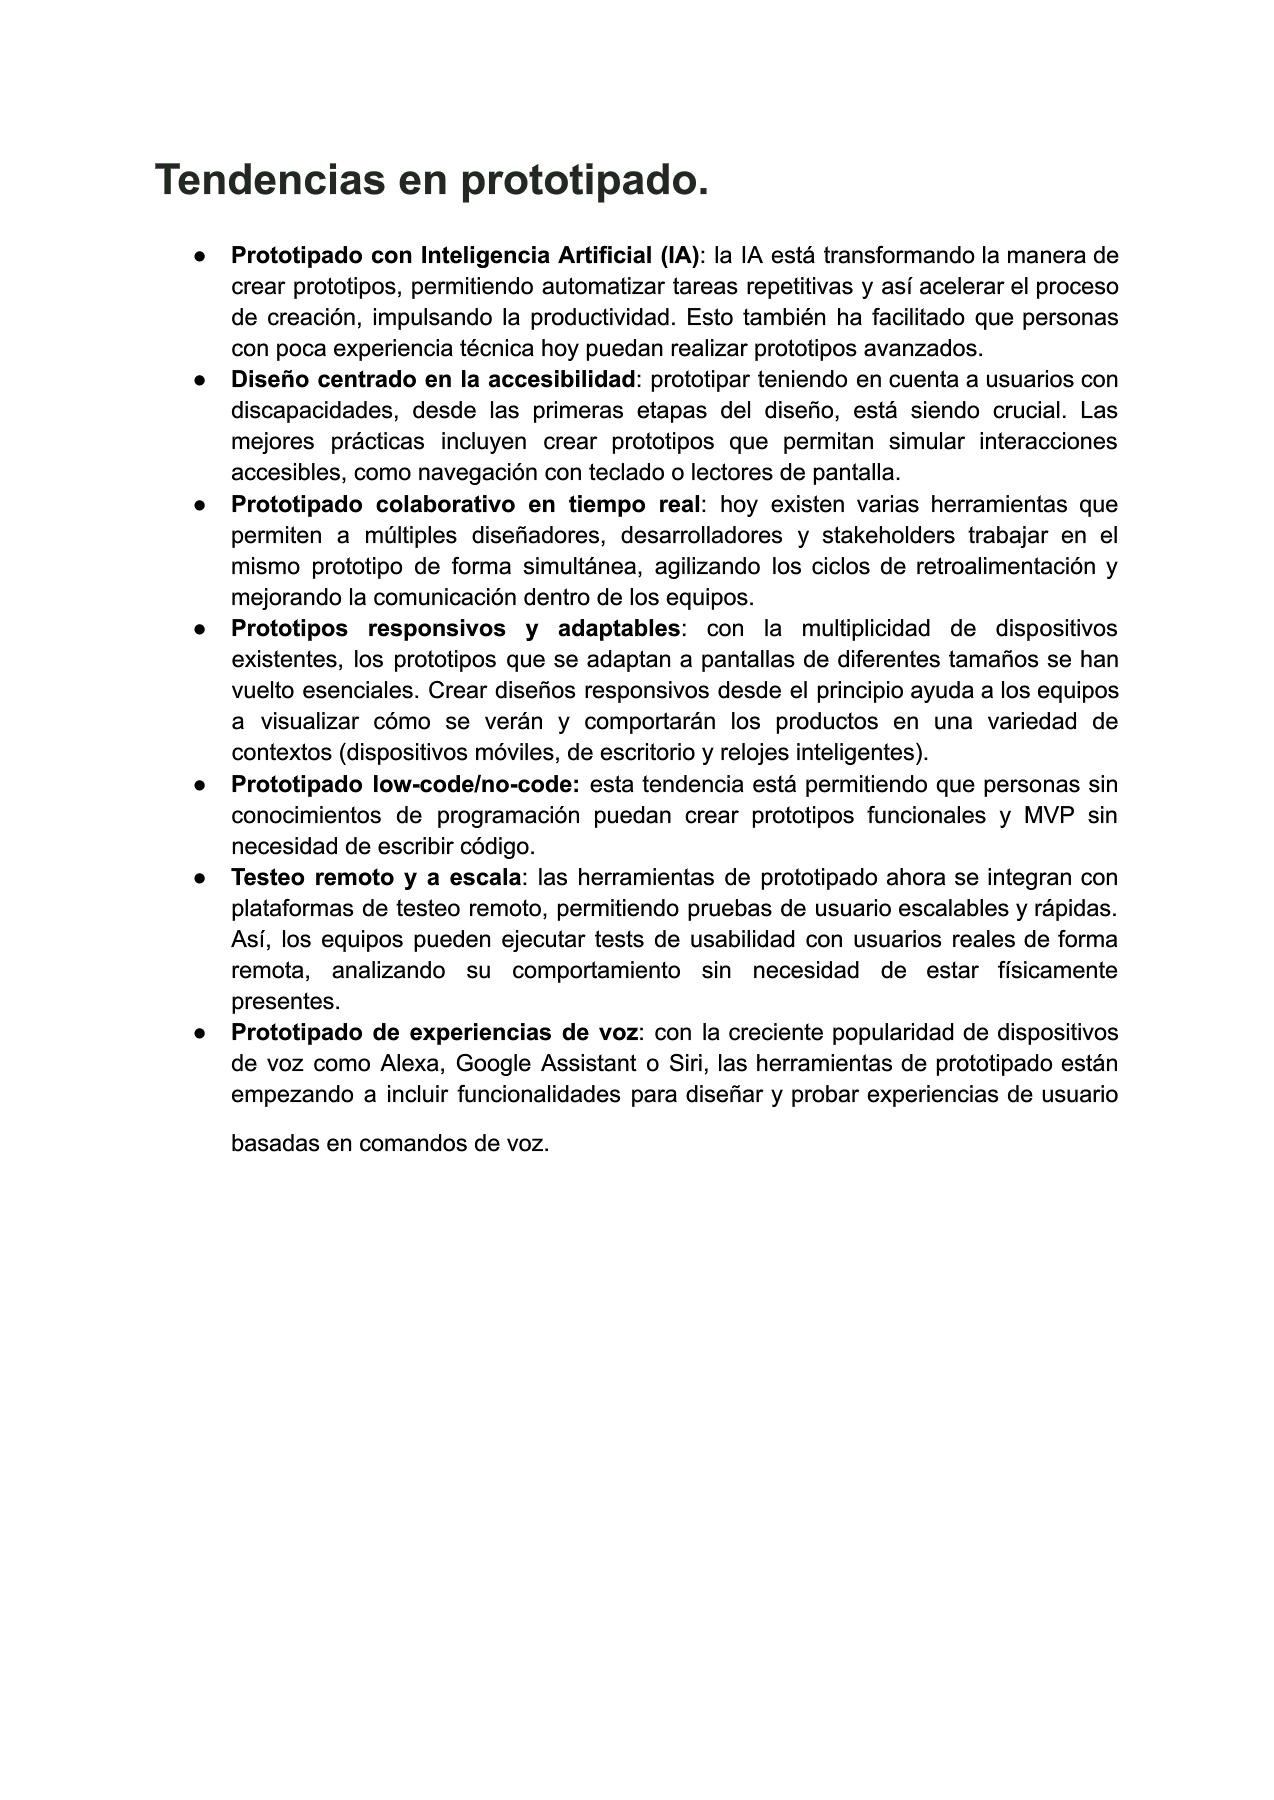 Tendencias en prototipado.
● Prototipado con Inteligencia Artificial (IA): la IA está transformando la manera de
crear prototipos, permitiendo automatizar tareas repetitivas y así acelerar el proceso
de creación, impulsando la productividad. Esto también ha facilitado que personas
con poca experiencia técnica hoy puedan realizar prototipos avanzados.
● Diseño centrado en la accesibilidad: prototipar teniendo en cuenta a usuarios con
discapacidades, desde las primeras etapas del diseño, está siendo crucial. Las
mejores prácticas incluyen crear prototipos que permitan simular interacciones
accesibles, como navegación con teclado o lectores de pantalla.
● Prototipado colaborativo en tiempo real: hoy existen varias herramientas que
permiten a múltiples diseñadores, desarrolladores y stakeholders trabajar en el
mismo prototipo de forma simultánea, agilizando los ciclos de retroalimentación y
mejorando la comunicación dentro de los equipos.
● Prototipos responsivos y adaptables: con la multiplicidad de dispositivos
existentes, los prototipos que se adaptan a pantallas de diferentes tamaños se han
vuelto esenciales. Crear diseños responsivos desde el principio ayuda a los equipos
a visualizar cómo se verán y comportarán los productos en una variedad de
contextos (dispositivos móviles, de escritorio y relojes inteligentes).
● Prototipado low-code/no-code: esta tendencia está permitiendo que personas sin
conocimientos de programación puedan crear prototipos funcionales y MVP sin
necesidad de escribir código.
● Testeo remoto y a escala: las herramientas de prototipado ahora se integran con
plataformas de testeo remoto, permitiendo pruebas de usuario escalables y rápidas.
Así, los equipos pueden ejecutar tests de usabilidad con usuarios reales de forma
remota, analizando su comportamiento sin necesidad de estar físicamente
presentes.
● Prototipado de experiencias de voz: con la creciente popularidad de dispositivos
de voz como Alexa, Google Assistant o Siri, las herramientas de prototipado están
empezando a incluir funcionalidades para diseñar y probar experiencias de usuario
basadas en comandos de voz.